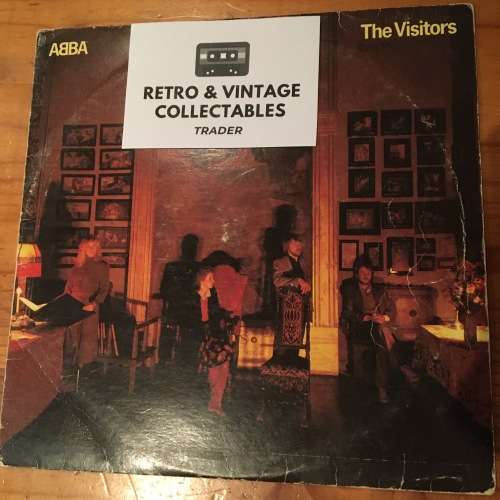 ABBA
The Visitors
RETRO & VINTAGE
COLLECTABLES
TRADER